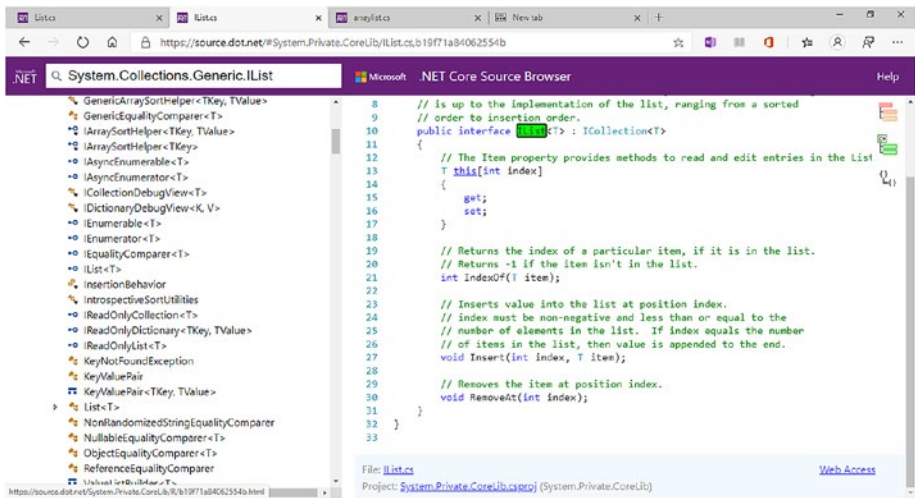 List.cs
IList.cs
arraylist.cs
New tab
https://source.dot.net/#System.Private.CoreLib/IList.cs,b19f71a84062554b
Microsoft
.NET
System.Collections.Generic.IList
Microsoft .NET Core Source Browser
Help
GenericArraySortHelper<TKey, TValue>
GenericEqualityComparer<T>
IArraySortHelper<TKey, TValue>
IArraySortHelper<TKey>
IAsyncEnumerable<T>
IAsyncEnumerator<T>
ICollectionDebugView<T>
IDictionaryDebugView<K, V>
IEnumerable<T>
IEnumerator<T>
IEqualityComparer<T>
IList<T>
InsertionBehavior
IntrospectiveSortUtilities
IReadOnlyCollection<T>
IReadOnlyDictionary<TKey, TValue>
IReadOnlyList<T>
KeyNotFoundException
KeyValuePair
KeyValuePair<TKey, TValue>
List<T>
NonRandomizedStringEqualityComparer
NullableEqualityComparer<T>
ObjectEqualityComparer<T>
ReferenceEqualityComparer
ValueListBuilder<T>
https://source.dot.net/System.Private.CoreLib/R/b19f71a84062554b.html
8 // is up to the implementation of the list, ranging from a sorted
9 // order to insertion order.
10 public interface IList<T> : ICollection<T>
11 {
12 // The Item property provides methods to read and edit entries in the List
13 T this[int index]
14 {
15 get;
16 set;
17 }
18
19 // Returns the index of a particular item, if it is in the list.
20 // Returns -1 if the item isn't in the list.
21 int IndexOf(T item);
22
23 // Inserts value into the list at position index.
24 // index must be non-negative and less than or equal to the
25 // number of elements in the list. If index equals the number
26 // of items in the list, then value is appended to the end.
27 void Insert(int index, T item);
28
29 // Removes the item at position index.
30 void RemoveAt(int index);
31 }
32 }
33
File: IList.cs
Web Access
Project: System.Private.CoreLib.csproj (System.Private.CoreLib)